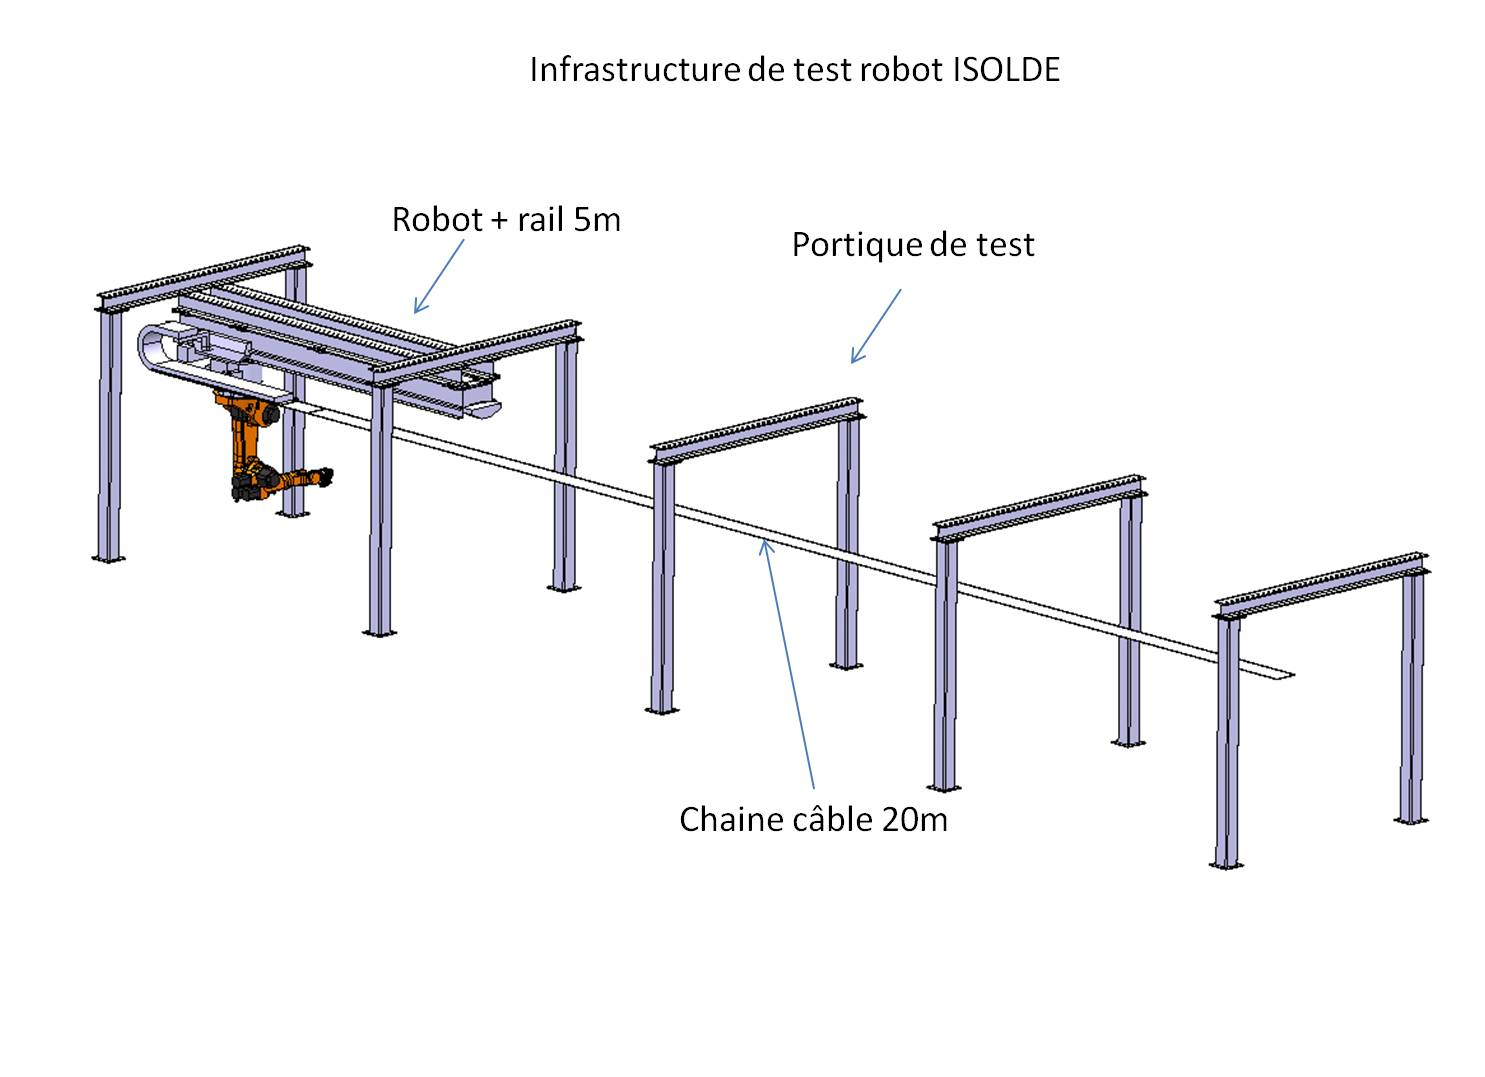 Infrastructure de test robot ISOLDE
Robot + rail 5m
Portique de test
Chaine câble 20m